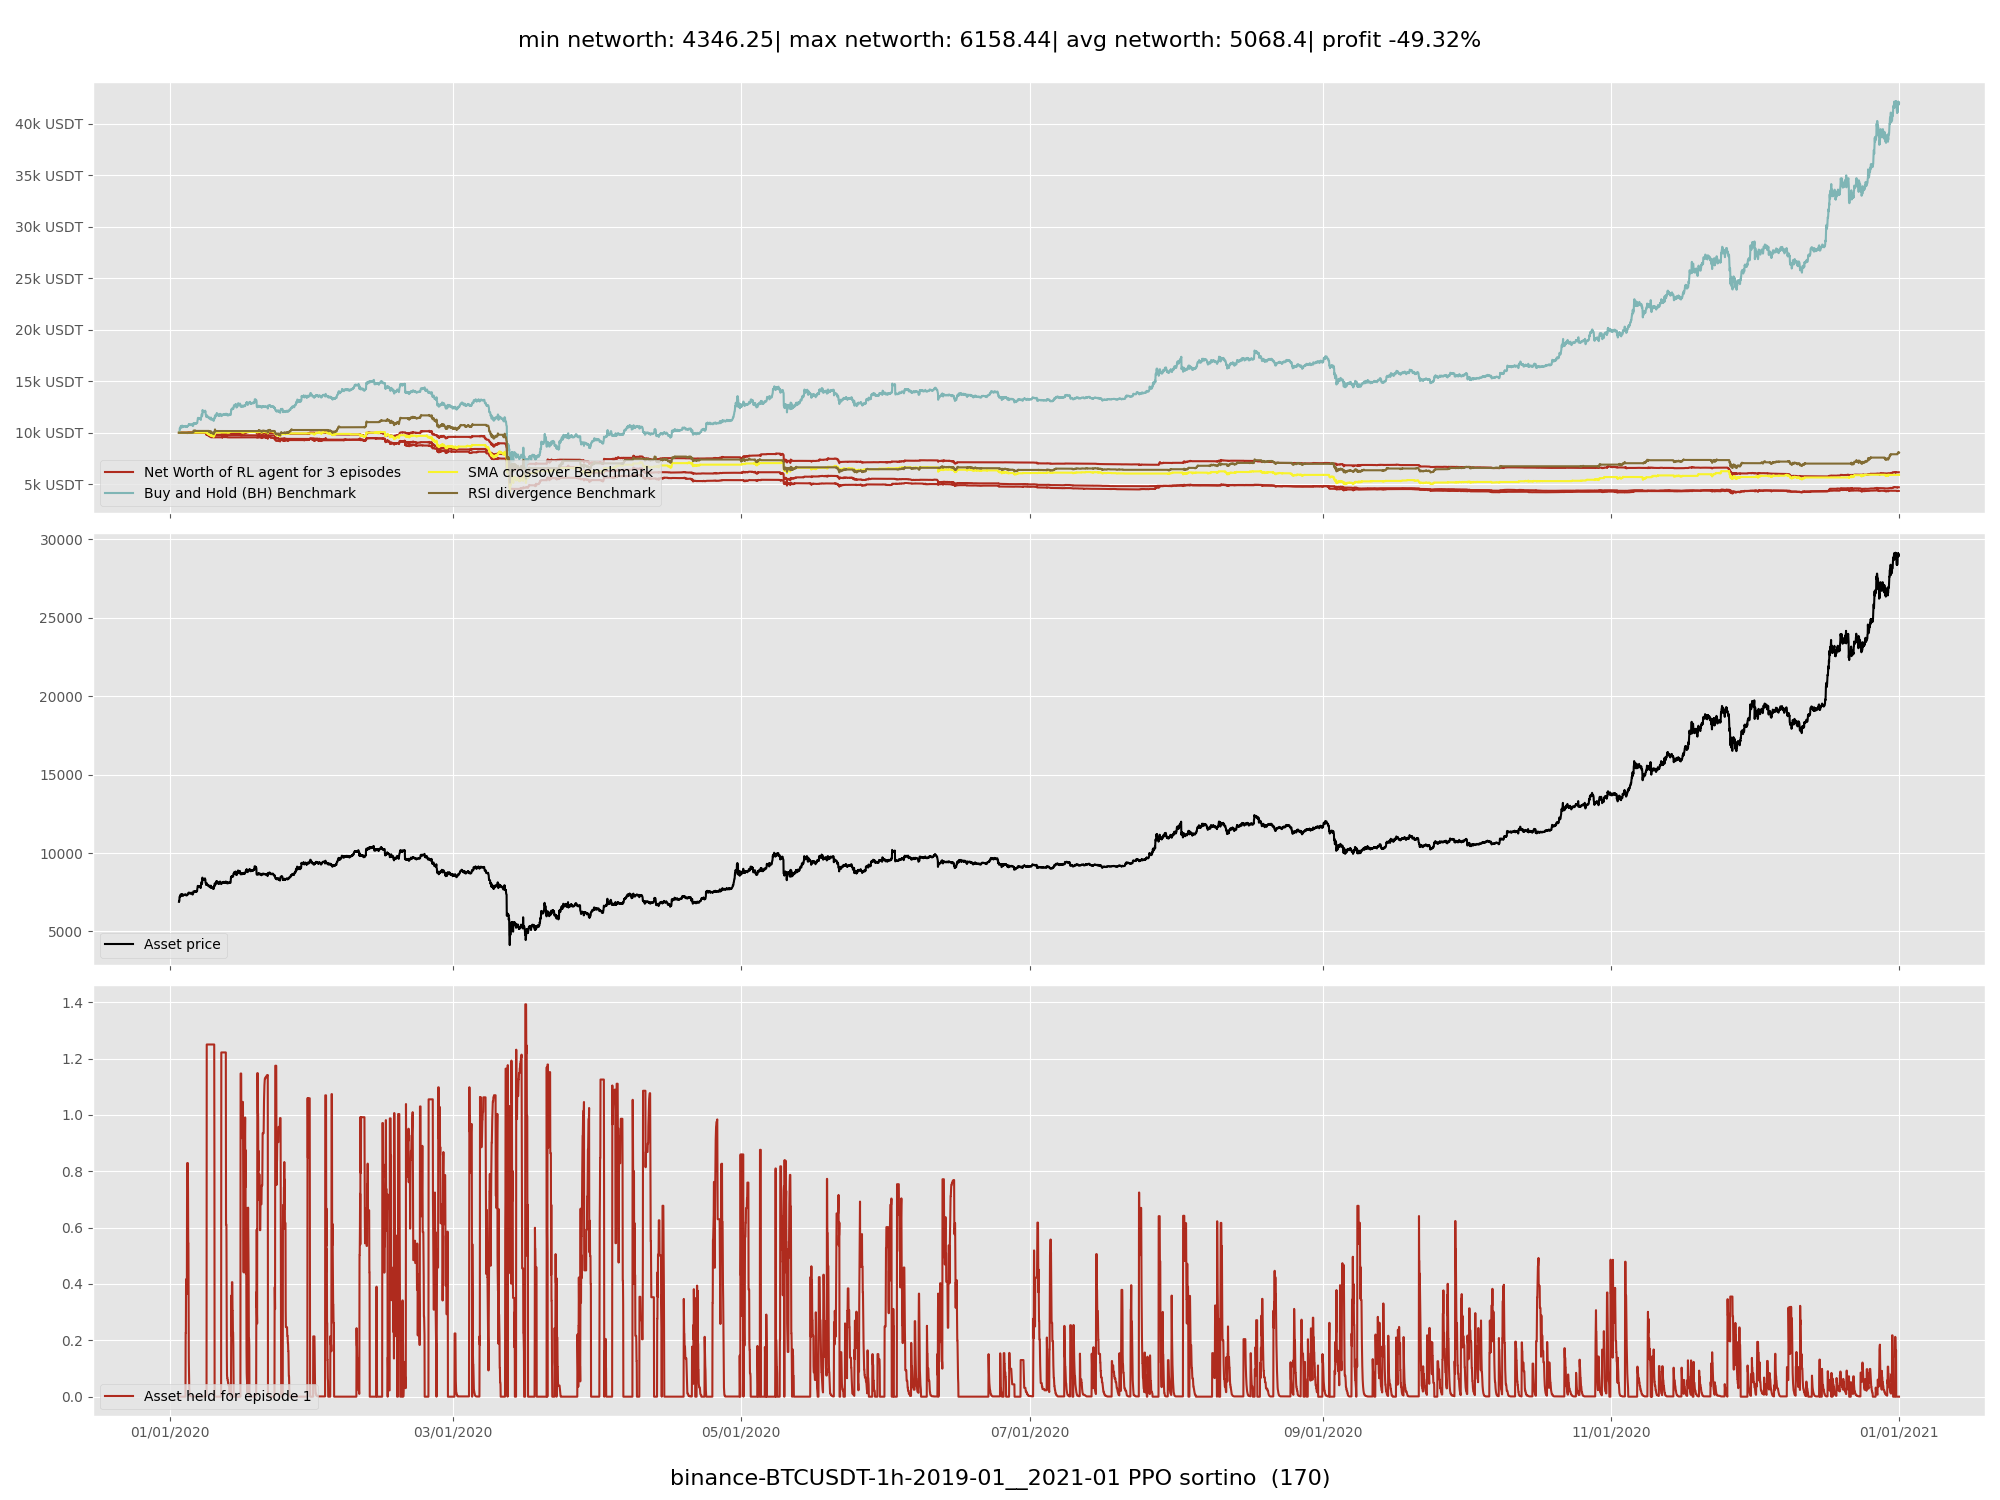 min networth: 4346.25| max networth: 6158.44| avg networth: 5068.4| profit -49.32%
40k USDT
35k USDT
30k USDT
25k USDT
20k USDT
15k USDT
10k USDT
5k USDT
Net Worth of RL agent for 3 episodes
Buy and Hold (BH) Benchmark
SMA crossover Benchmark
RSI divergence Benchmark
30000
25000
20000
15000
10000
5000
Asset price
1.4
1.2
1.0
0.8
0.6
0.4
0.2
0.0
Asset held for episode 1
01/01/2020 03/01/2020 05/01/2020 07/01/2020 09/01/2020 11/01/2020 01/01/2021
binance-BTCUSDT-1h-2019-01__2021-01 PPO sortino (170)